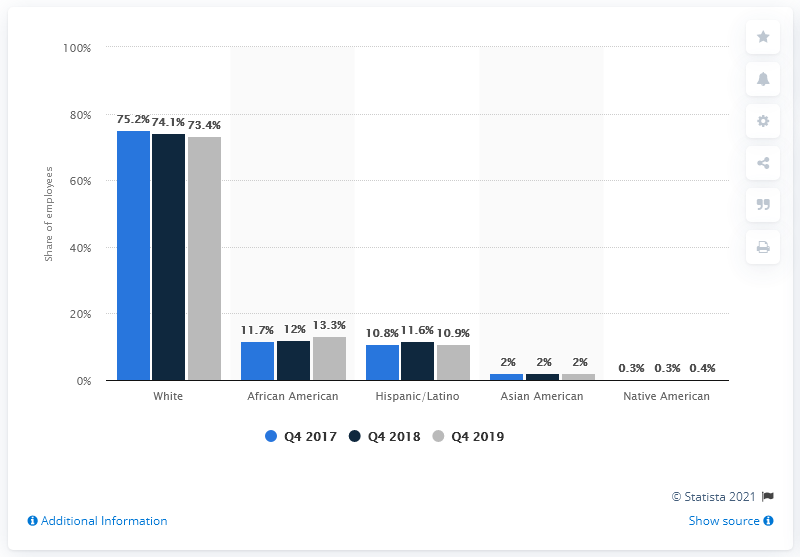 100%
80%
60%
40%
20%
0%
Share of employees
75.2% 74.1% 73.4%
11.7% 12% 13.3%
10.8% 11.6% 10.9%
2% 2% 2%
0.3% 0.3% 0.4%
White African American Hispanic/Latino Asian American Native American
Q4 2017 Q4 2018 Q4 2019
© Statista 2021
Additional Information Show source